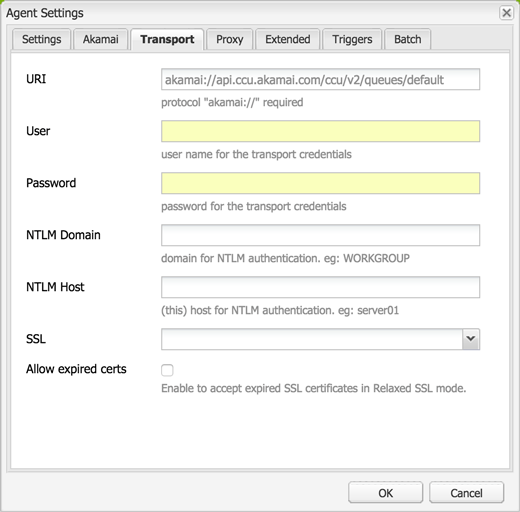 Agent Settings
Settings Akamai Transport Proxy Extended Triggers Batch
URI akamai://api.ccu.akamai.com/ccu/v2/queues/default
protocol "akamai://" required
User
user name for the transport credentials
Password
password for the transport credentials
NTLM Domain
domain for NTLM authentication. eg: WORKGROUP
NTLM Host
(this) host for NTLM authentication. eg: server01
SSL
Allow expired certs
Enable to accept expired SSL certificates in Relaxed SSL mode.
OK Cancel